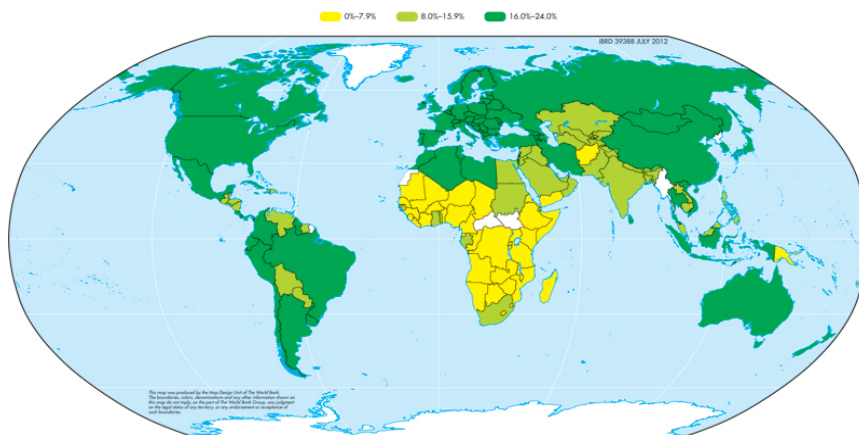 0%–7.9% 8.0%–15.9% 16.0%–24.0%
IBRD 39388 JULY 2012
This map was produced by the Map Design Unit of The World Bank.
The boundaries, colors, denominations and any other information shown on
this map do not imply, on the part of The World Bank Group, any judgment
on the legal status of any territory, or any endorsement or acceptance of
such boundaries.